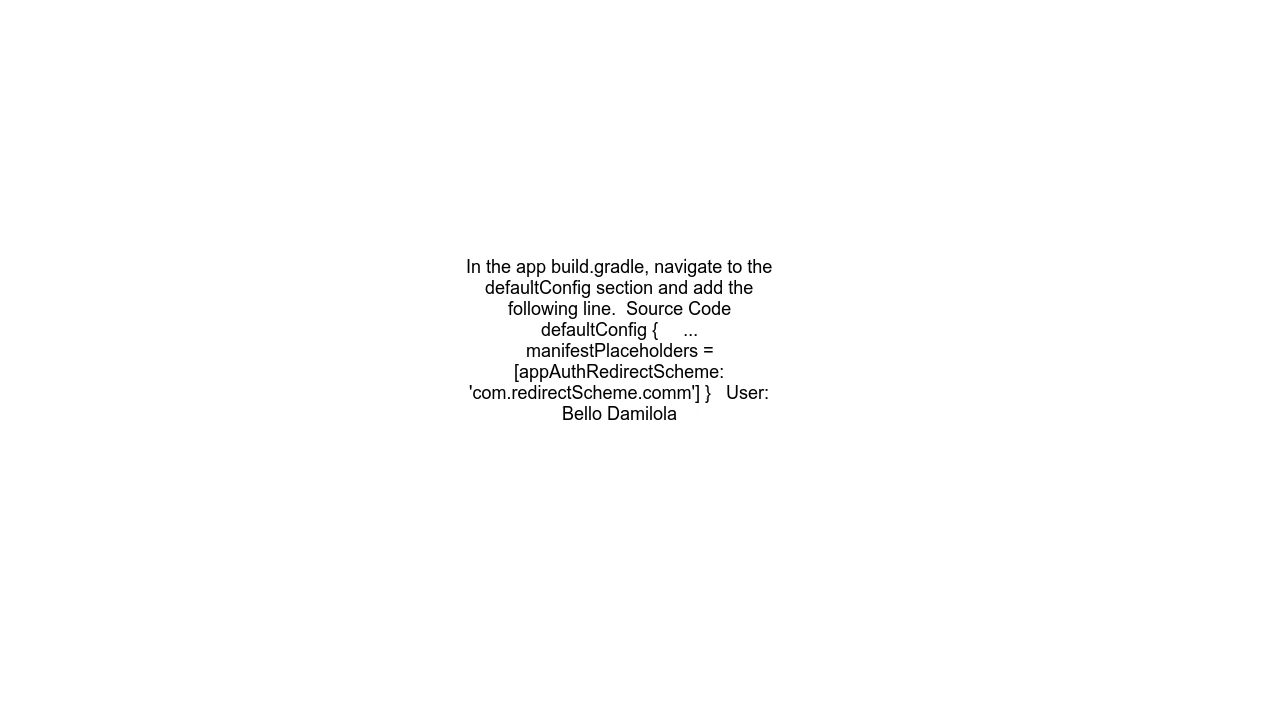 In the app build.gradle, navigate to the
defaultConfig section and add the
following line.  Source Code
defaultConfig {     ...
manifestPlaceholders =
[appAuthRedirectScheme:
'com.redirectScheme.comm'] }   User:
Bello Damilola